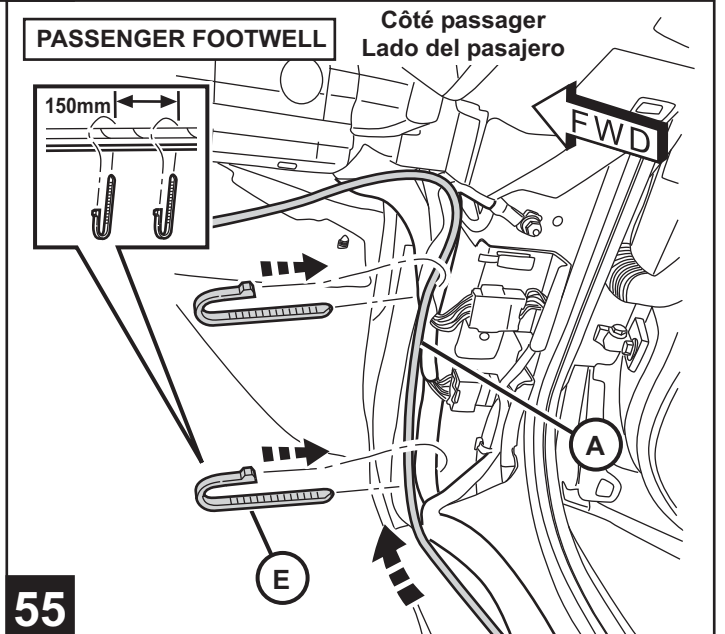 PASSENGER FOOTWELL
Côté passager
Lado del pasajero
150mm
FWD
A
E
55